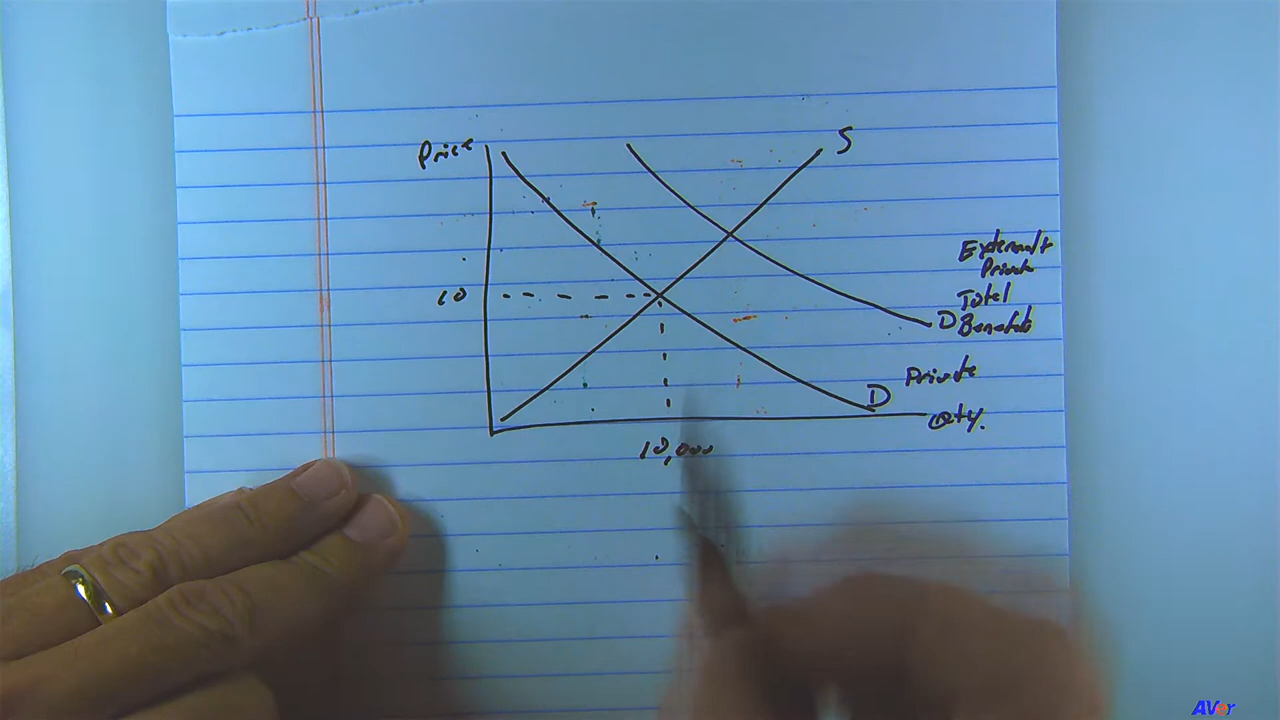 Price
S
External +
Private
Total
D Benefits
10
Private
D
Qty.
10,000
AVer